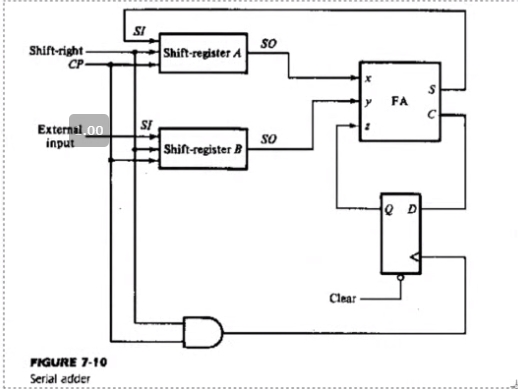 SI
Shift-right
CP
Shift-register A
SO
x
y
z
FA
S
C
External
input
.00
SI
Shift-register B
SO
Q D
Clear
FIGURE 7-10
Serial adder